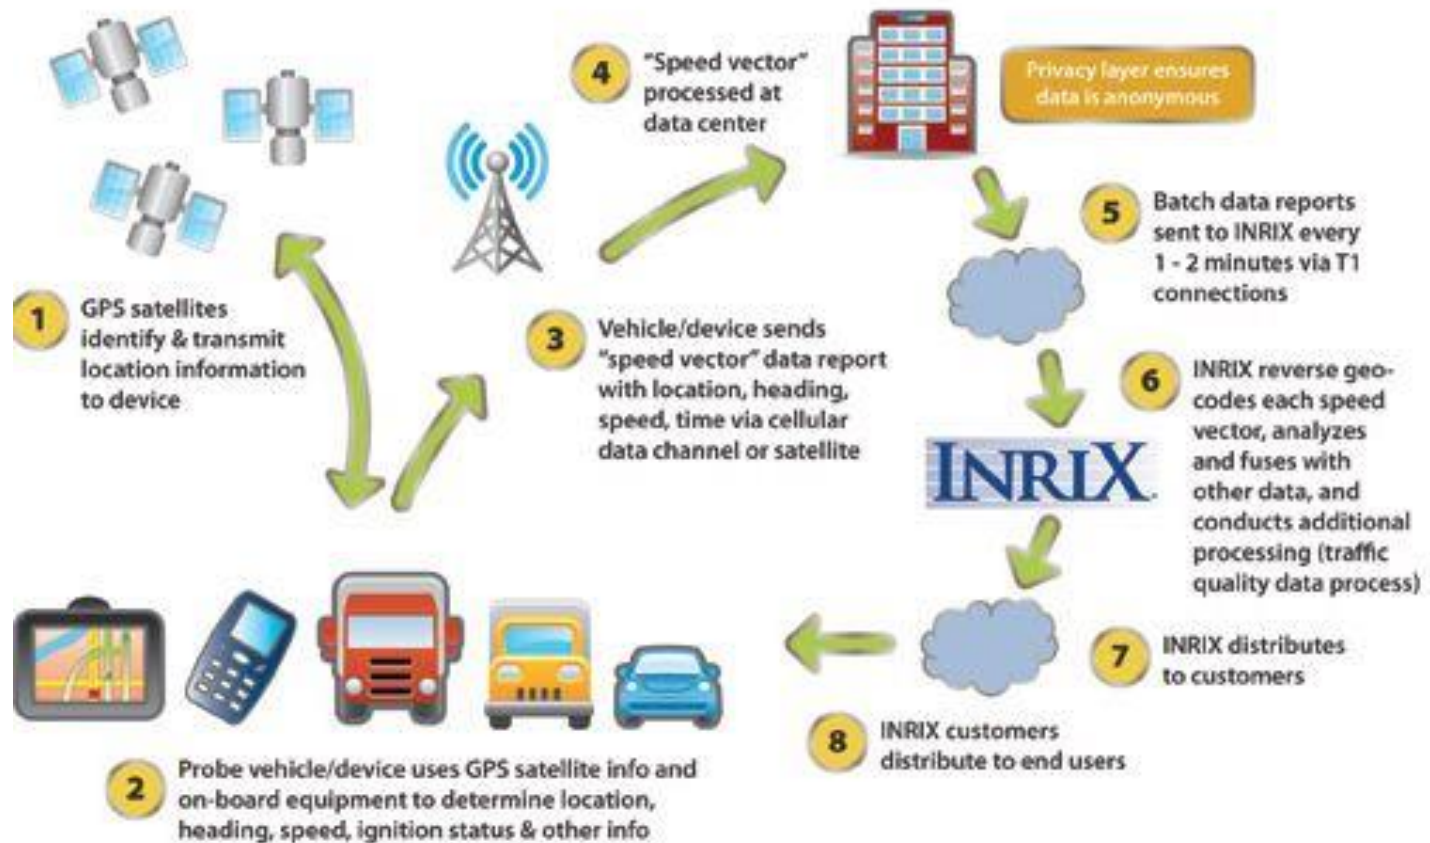 1
GPS satellites
identify & transmit
location information
to device
2
Probe vehicle/device uses GPS satellite info and
on-board equipment to determine location,
heading, speed, ignition status & other info
3
Vehicle/device sends
"speed vector" data report
with location, heading,
speed, time via cellular
data channel or satellite
4
"Speed vector"
processed at
data center
Privacy layer ensures
data is anonymous
5
Batch data reports
sent to INRIX every
1 - 2 minutes via T1
connections
6
INRIX reverse geo-
codes each speed
vector, analyzes
and fuses with
other data, and
conducts additional
processing (traffic
quality data process)
INRIX
7
INRIX distributes
to customers
8
INRIX customers
distribute to end users